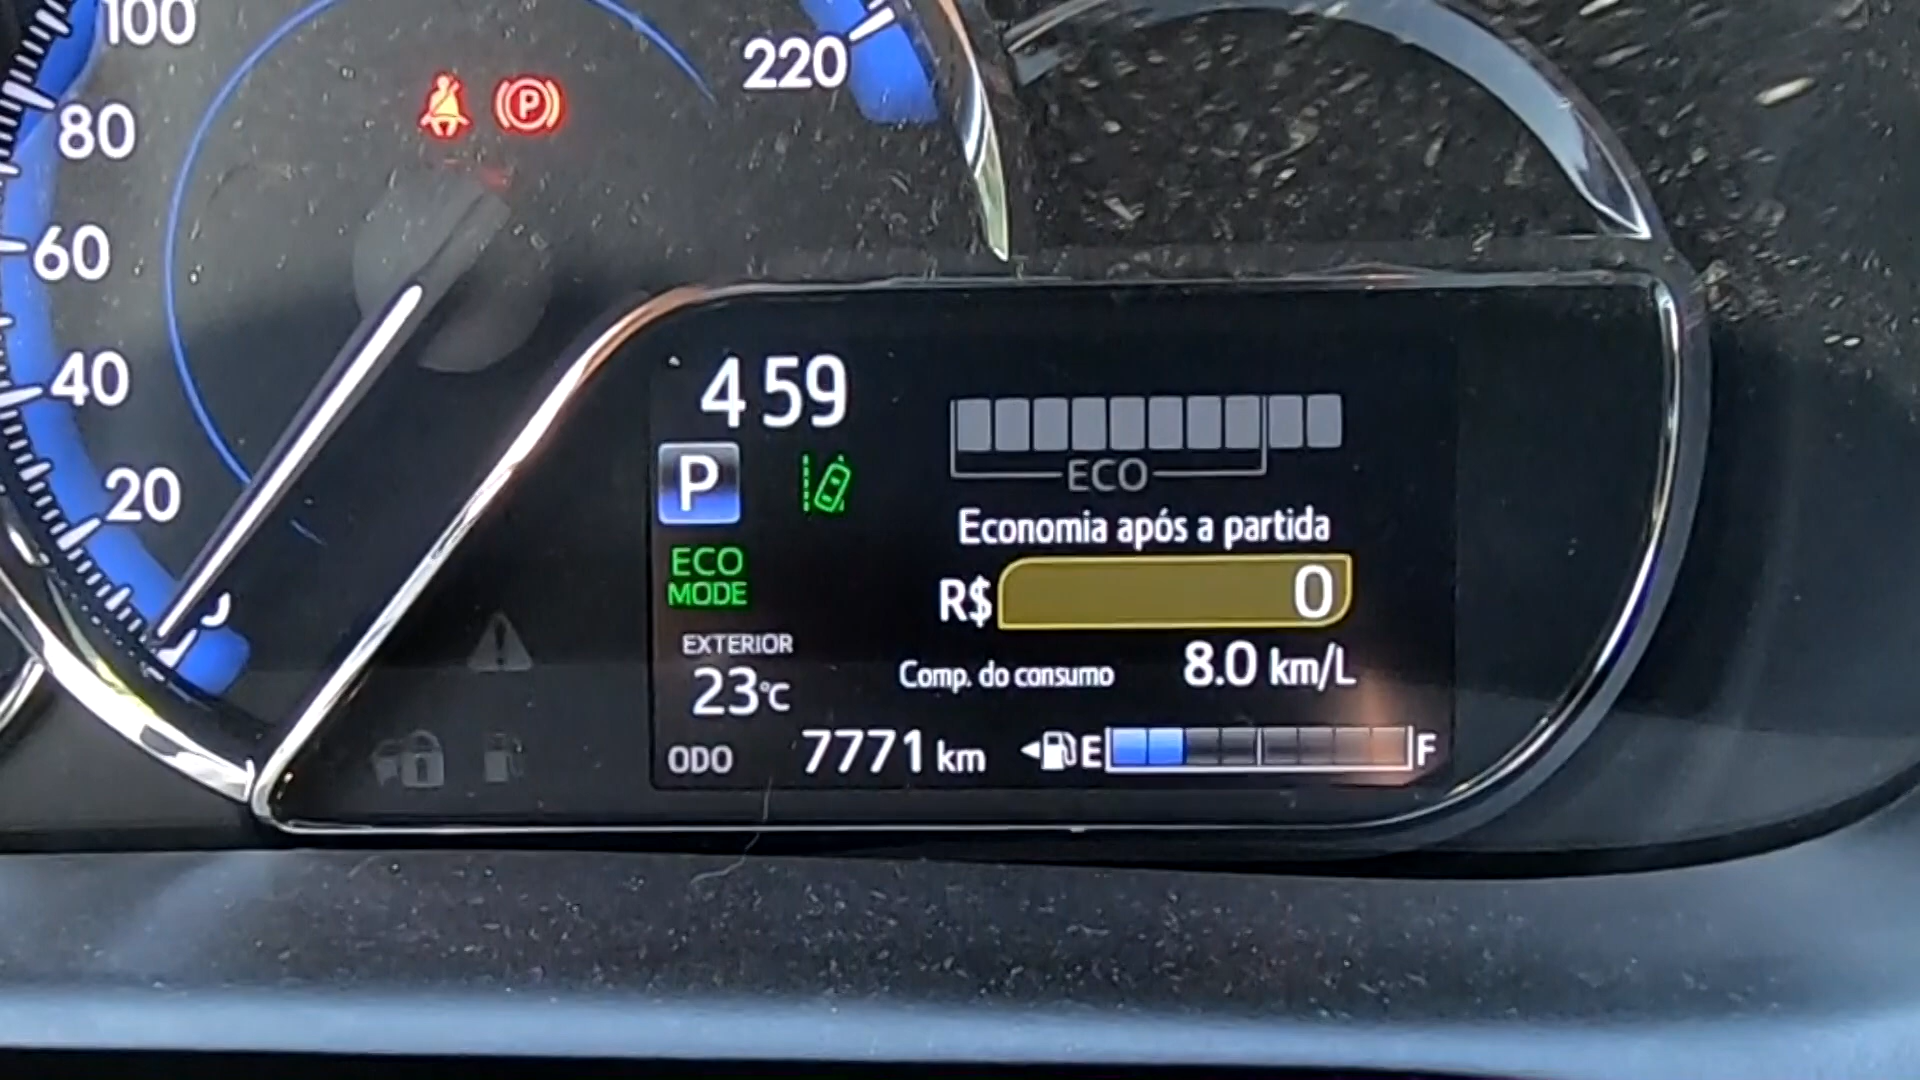 100
80
60
40
20
220
P
4 59
P
ECO
MODE
EXTERIOR
23°C
ODO 7771 km
ECO
Economia após a partida
R$ 0
Comp. do consumo 8.0 km/L
E F